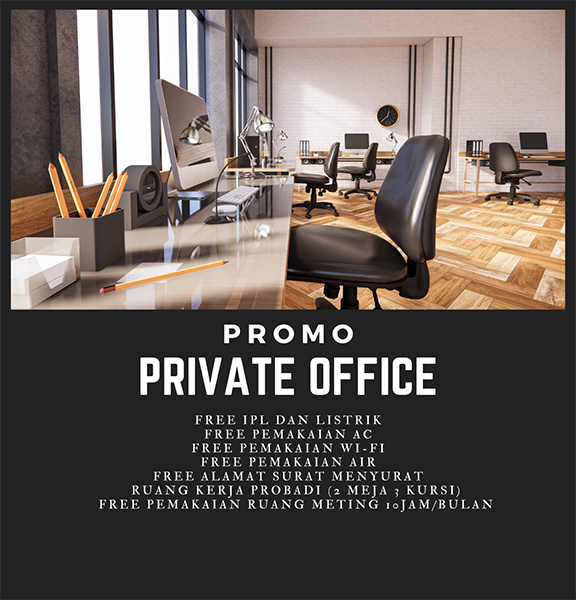 PROMO
PRIVATE OFFICE
FREE IPL DAN LISTRIK
FREE PEMAKAIAN AC
FREE PEMAKAIAN WI-FI
FREE PEMAKAIAN AIR
FREE ALAMAT SURAT MENYURAT
RUANG KERJA PROBADI (2 MEJA 3 KURSI)
FREE PEMAKAIAN RUANG METING 10JAM/BULAN